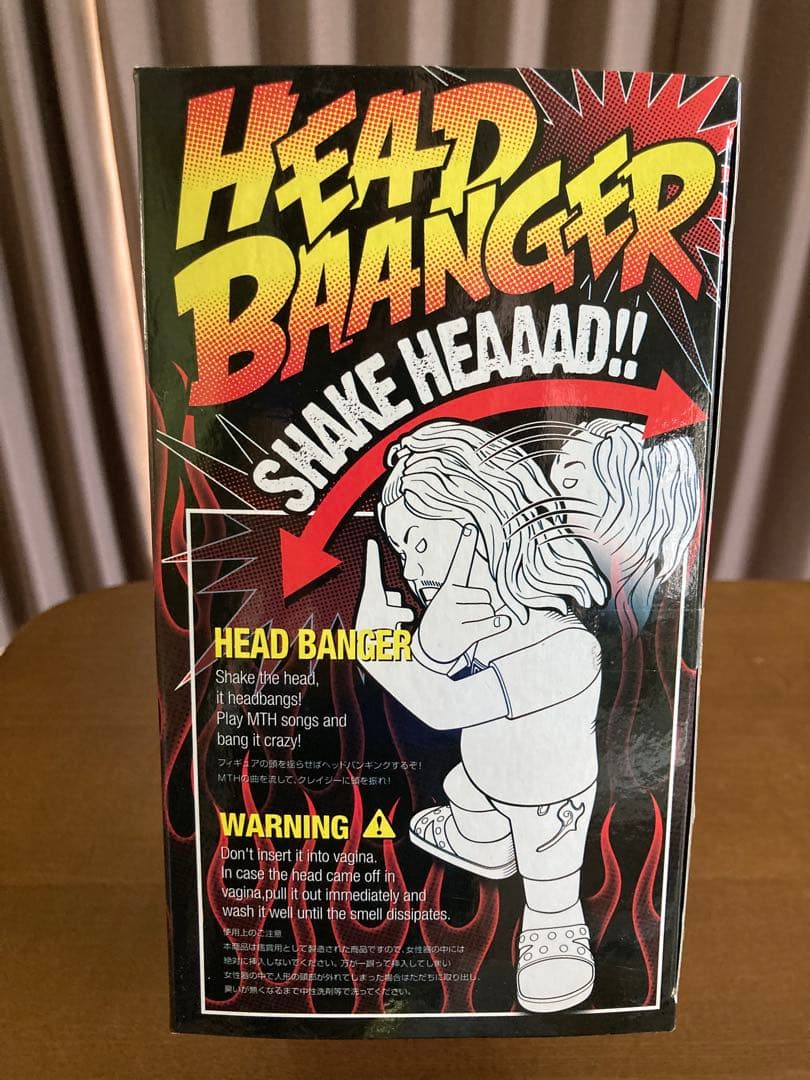 HEAD
BAANGER
SHAKE HEAAAD!!
HEAD BANGER
Shake the head,
it headbangs!
Play MTH songs and
bang it crazy!
フィギュアの頭を揺らせばヘッドバンキングするぞ!
MTHの曲を流して、クレイジーに頭を振れ!
WARNING
Don't insert it into vagina.
In case the head came off in
vagina,pull it out immediately and
wash it well until the smell dissipates.
使用上のご注意
本商品は鑑賞用として製造された商品ですので、女性器の中には
絶対に挿入しないでください。万が一誤って挿入してしまい
女性器の中で人形の頭部が外れてしまった場合はただちに取り出し、
臭いが無くなるまで中性洗剤等で洗ってください。